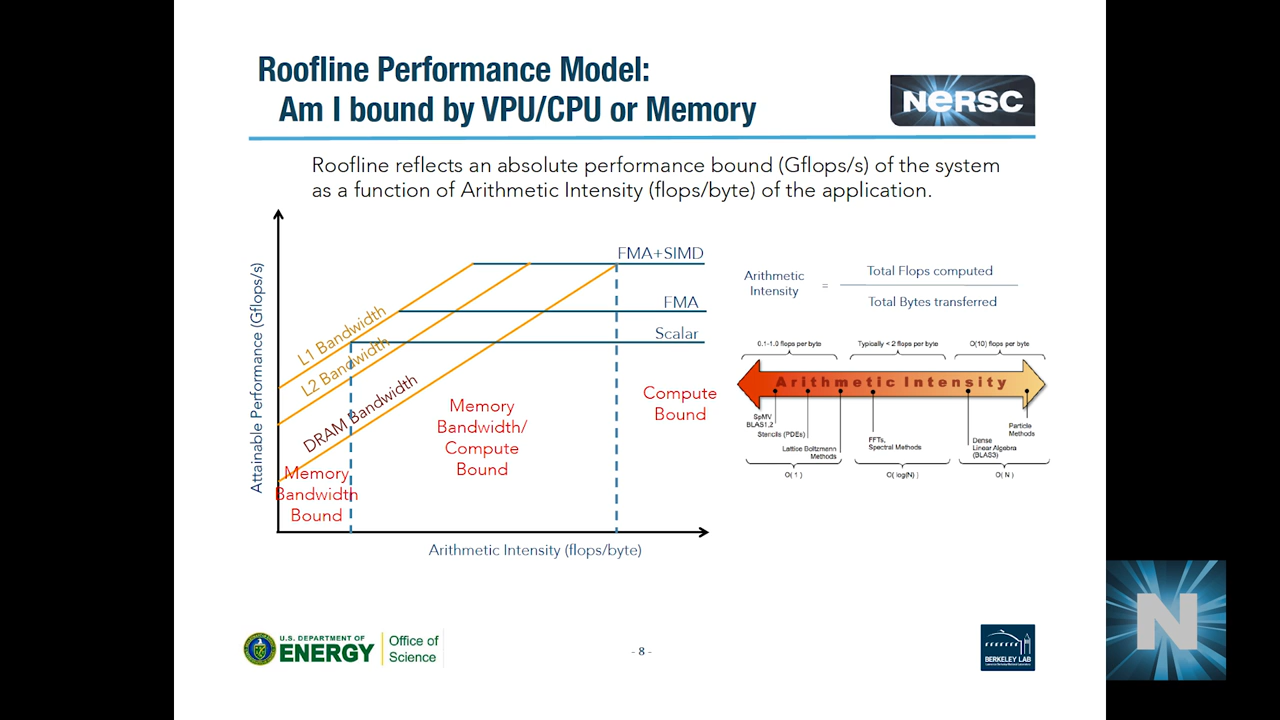 Roofline Performance Model:
Am I bound by VPU/CPU or Memory
NERSC
Roofline reflects an absolute performance bound (Gflops/s) of the system
as a function of Arithmetic Intensity (flops/byte) of the application.
Attainable Performance (Gflops/s)
FMA+SIMD
FMA
Scalar
L1 Bandwidth
L2 Bandwidth
DRAM Bandwidth
Memory
Bandwidth
Bound
Memory
Bandwidth/
Compute
Bound
Compute
Bound
Arithmetic Intensity (flops/byte)
Arithmetic
Intensity
=
Total Flops computed
Total Bytes transferred
0.1-1.0 flops per byte
Typically < 2 flops per byte
O(10) flops per byte
Arithmetic Intensity
SpMV
BLAS1,2
Stencils (PDEs)
Lattice Boltzmann
Methods
FFTs,
Spectral Methods
Dense
Linear Algebra
(BLAS3)
Particle
Methods
O( 1 )
O( log(N) )
O( N )
U.S. DEPARTMENT OF
ENERGY
Office of
Science
- 8 -
BERKELEY LAB
N